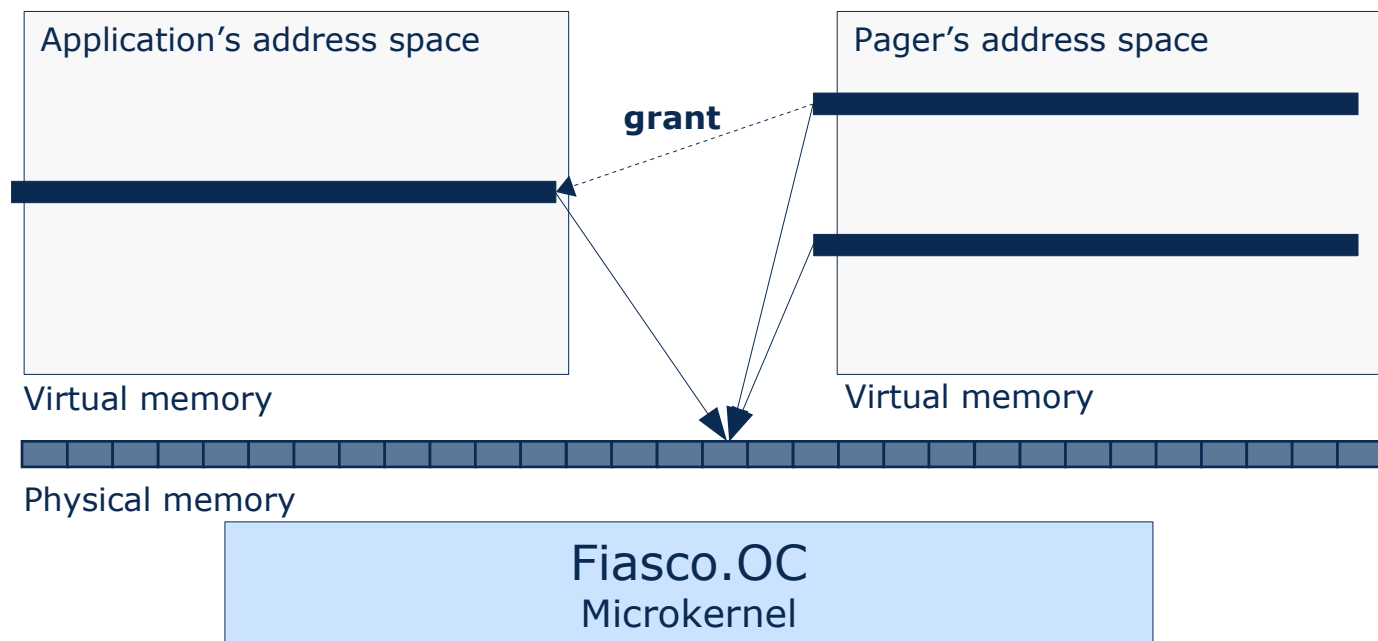 Application’s address space
Pager’s address space
grant
Virtual memory
Virtual memory
Physical memory
Fiasco.OC
Microkernel